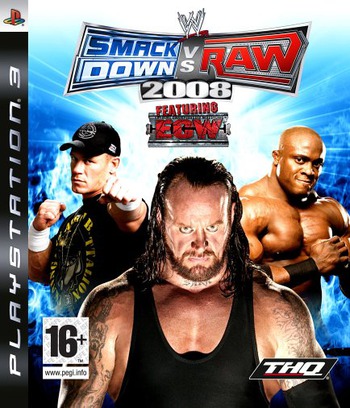 PLAYSTATION 3
W
SMACK
DOWN
VS
RAW
2008
FEATURING
ECW
16+
www.pegi.info
THQ